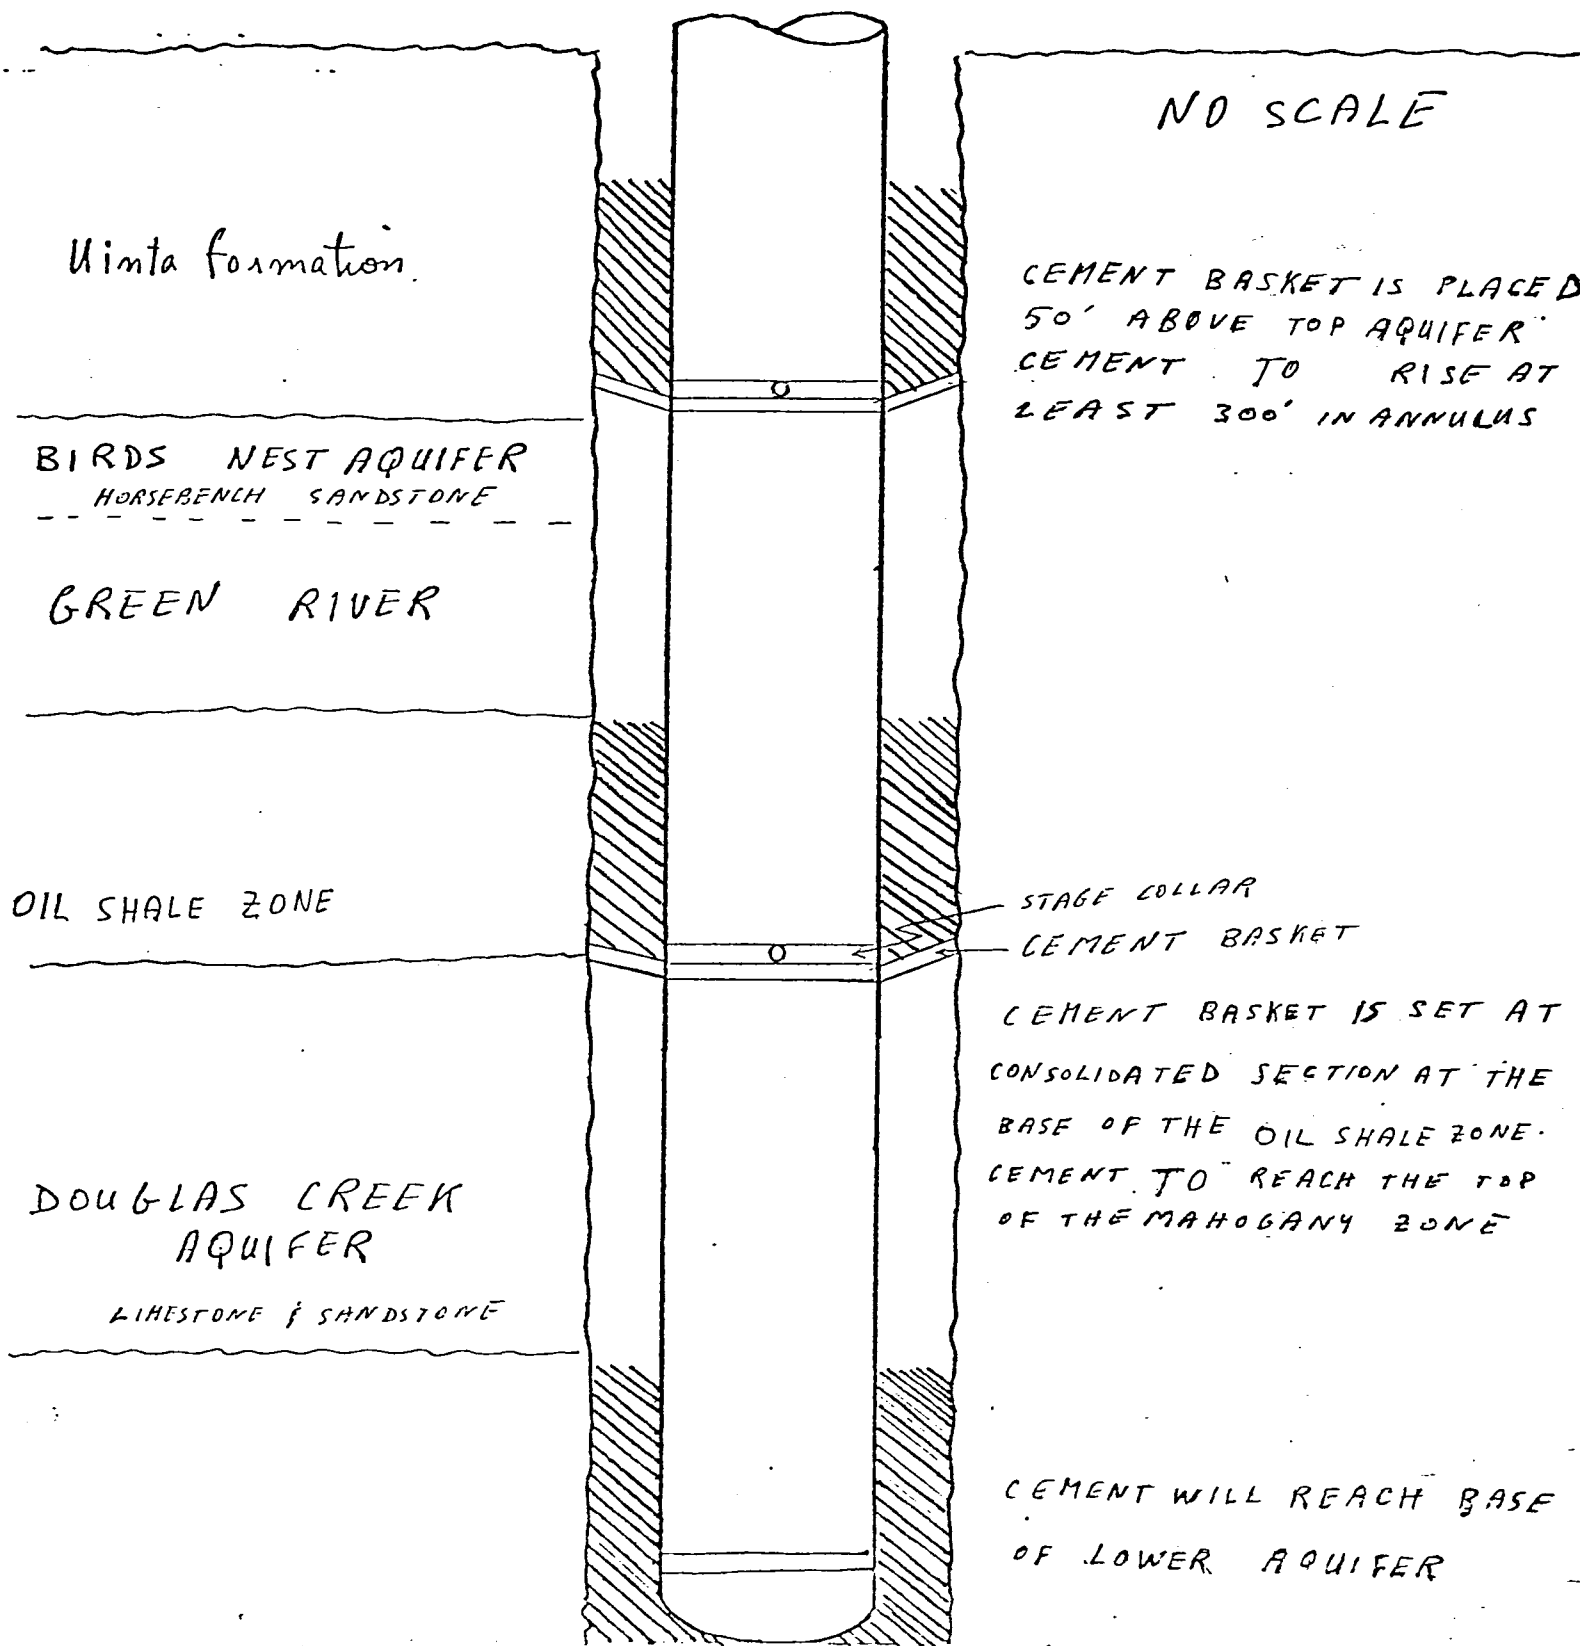 NO SCALE
Uinta formation.
CEMENT BASKET IS PLACED
50' ABOVE TOP AQUIFER
CEMENT TO RISE AT
LEAST 300' IN ANNULUS
BIRDS NEST AQUIFER
HORSEBENCH SANDSTONE
GREEN RIVER
OIL SHALE ZONE
STAGE COLLAR
CEMENT BASKET
CEMENT BASKET IS SET AT
CONSOLIDATED SECTION AT THE
BASE OF THE OIL SHALE ZONE.
CEMENT TO REACH THE TOP
OF THE MAHOGANY ZONE
DOUGLAS CREEK
AQUIFER
LIMESTONE & SANDSTONE
CEMENT WILL REACH BASE
OF LOWER AQUIFER